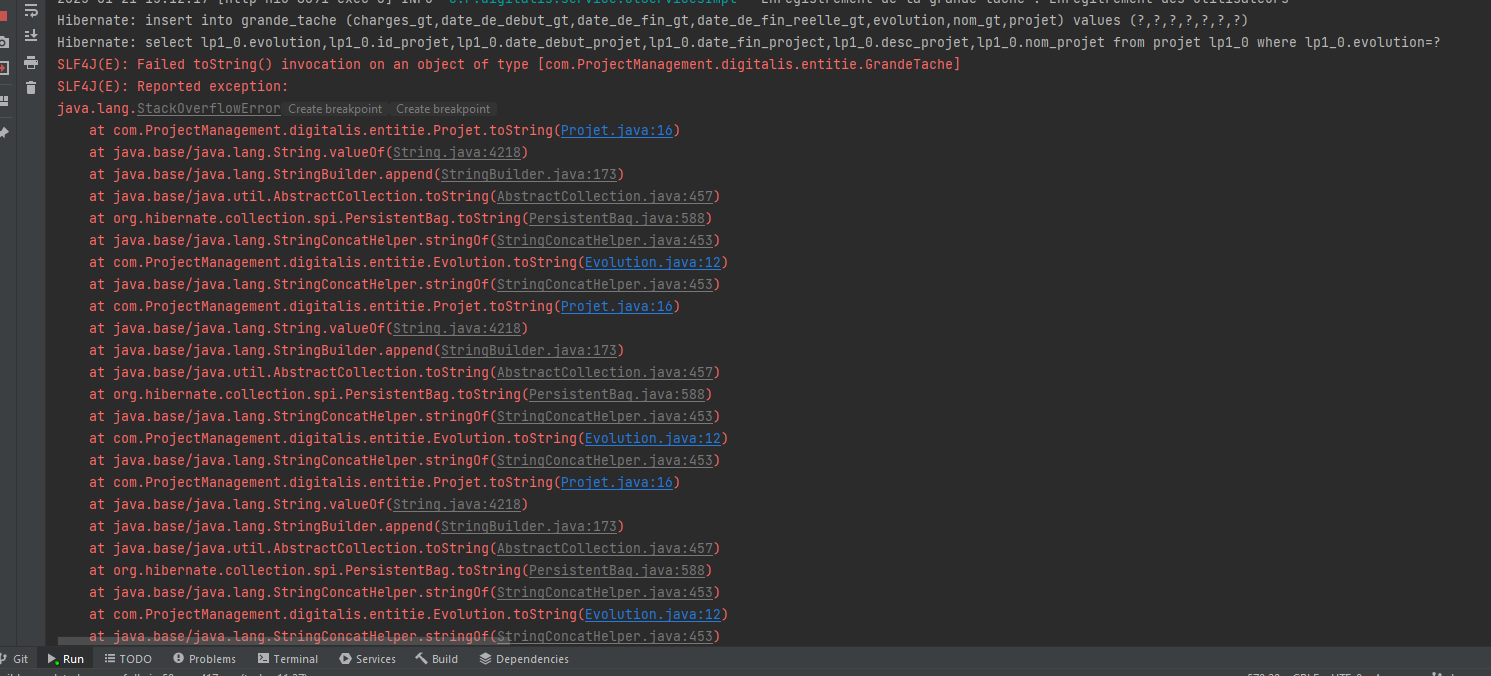 Hibernate: insert into grande_tache (charges_gt,date_de_debut_gt,date_de_fin_gt,date_de_fin_reelle_gt,evolution,nom_gt,projet) values (?,?,?,?,?,?,?)
Hibernate: select lp1_0.evolution,lp1_0.id_projet,lp1_0.date_debut_projet,lp1_0.date_fin_project,lp1_0.desc_projet,lp1_0.nom_projet from projet lp1_0 where lp1_0.evolution=?
SLF4J(E): Failed toString() invocation on an object of type [com.ProjectManagement.digitalis.entitie.GrandeTache]
SLF4J(E): Reported exception:
java.lang.StackOverflowError Create breakpoint Create breakpoint
at com.ProjectManagement.digitalis.entitie.Projet.toString(Projet.java:16)
at java.base/java.lang.String.valueOf(String.java:4218)
at java.base/java.lang.StringBuilder.append(StringBuilder.java:173)
at java.base/java.util.AbstractCollection.toString(AbstractCollection.java:457)
at org.hibernate.collection.spi.PersistentBag.toString(PersistentBag.java:588)
at java.base/java.lang.StringConcatHelper.stringOf(StringConcatHelper.java:453)
at com.ProjectManagement.digitalis.entitie.Evolution.toString(Evolution.java:12)
at java.base/java.lang.StringConcatHelper.stringOf(StringConcatHelper.java:453)
at com.ProjectManagement.digitalis.entitie.Projet.toString(Projet.java:16)
at java.base/java.lang.String.valueOf(String.java:4218)
at java.base/java.lang.StringBuilder.append(StringBuilder.java:173)
at java.base/java.util.AbstractCollection.toString(AbstractCollection.java:457)
at org.hibernate.collection.spi.PersistentBag.toString(PersistentBag.java:588)
at java.base/java.lang.StringConcatHelper.stringOf(StringConcatHelper.java:453)
at com.ProjectManagement.digitalis.entitie.Evolution.toString(Evolution.java:12)
at java.base/java.lang.StringConcatHelper.stringOf(StringConcatHelper.java:453)
at com.ProjectManagement.digitalis.entitie.Projet.toString(Projet.java:16)
at java.base/java.lang.String.valueOf(String.java:4218)
at java.base/java.lang.StringBuilder.append(StringBuilder.java:173)
at java.base/java.util.AbstractCollection.toString(AbstractCollection.java:457)
at org.hibernate.collection.spi.PersistentBag.toString(PersistentBag.java:588)
at java.base/java.lang.StringConcatHelper.stringOf(StringConcatHelper.java:453)
at com.ProjectManagement.digitalis.entitie.Evolution.toString(Evolution.java:12)
at java.base/java.lang.StringConcatHelper.stringOf(StringConcatHelper.java:453)
Git Run TODO Problems Terminal Services Build Dependencies